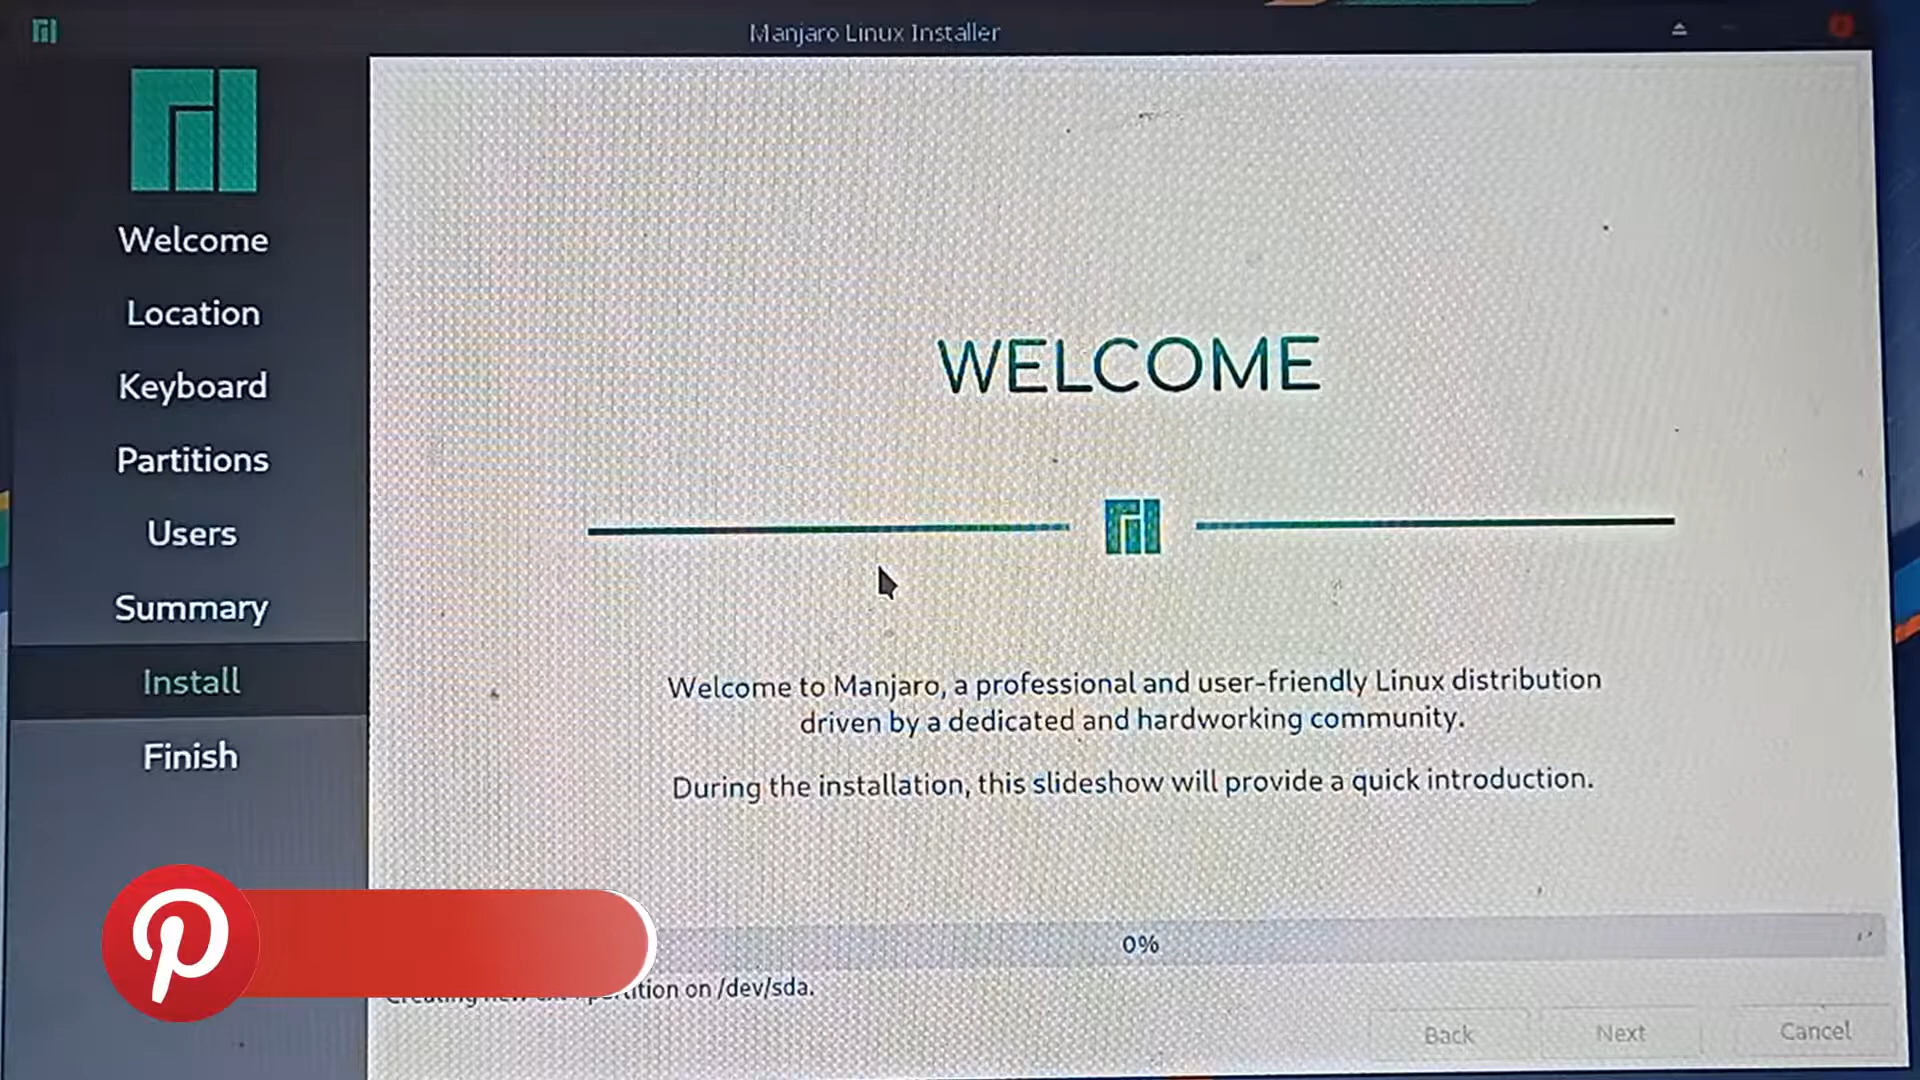 Manjaro Linux Installer
Welcome
Location
Keyboard
Partitions
Users
Summary
Install
Finish
WELCOME
Welcome to Manjaro, a professional and user-friendly Linux distribution
driven by a dedicated and hardworking community.
During the installation, this slideshow will provide a quick introduction.
0%
on /dev/sda.
Back
Next
Cancel